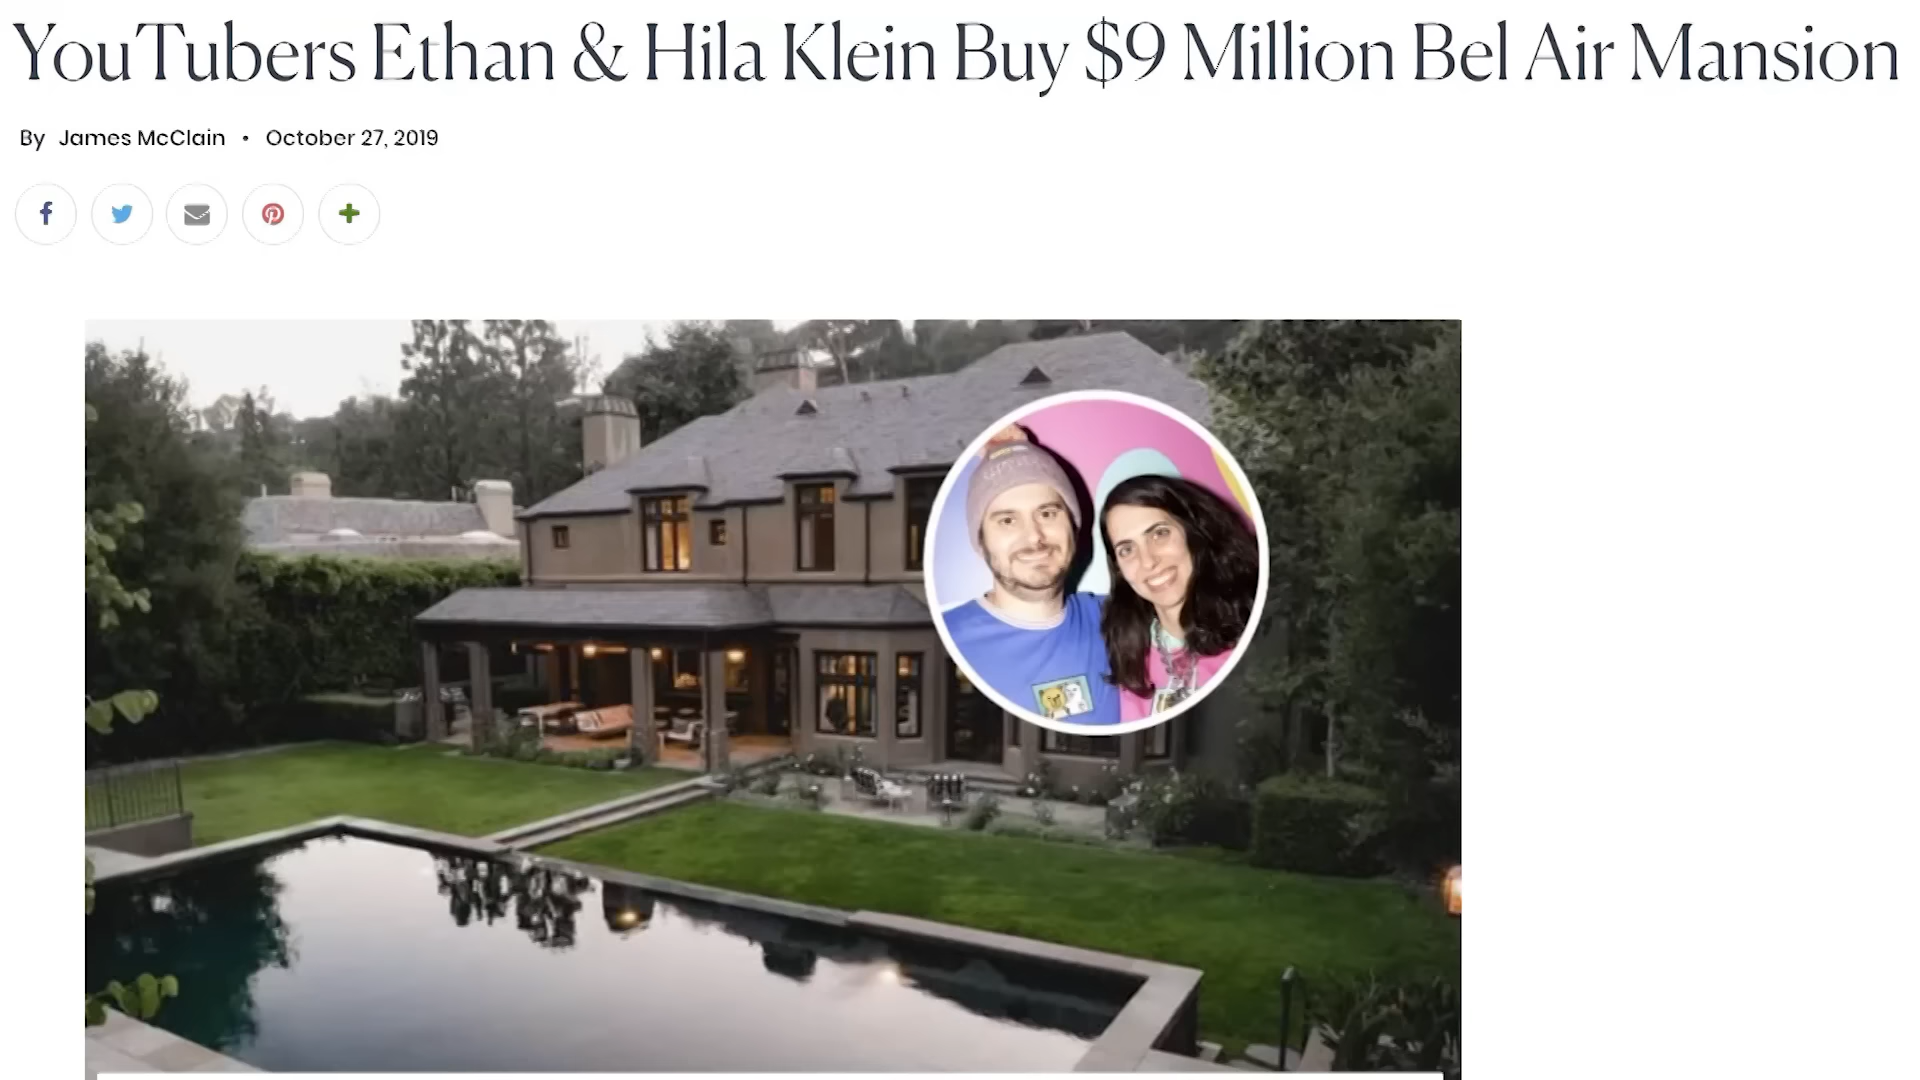 YouTubers Ethan & Hila Klein Buy $9 Million Bel Air Mansion
By James McClain • October 27, 2019